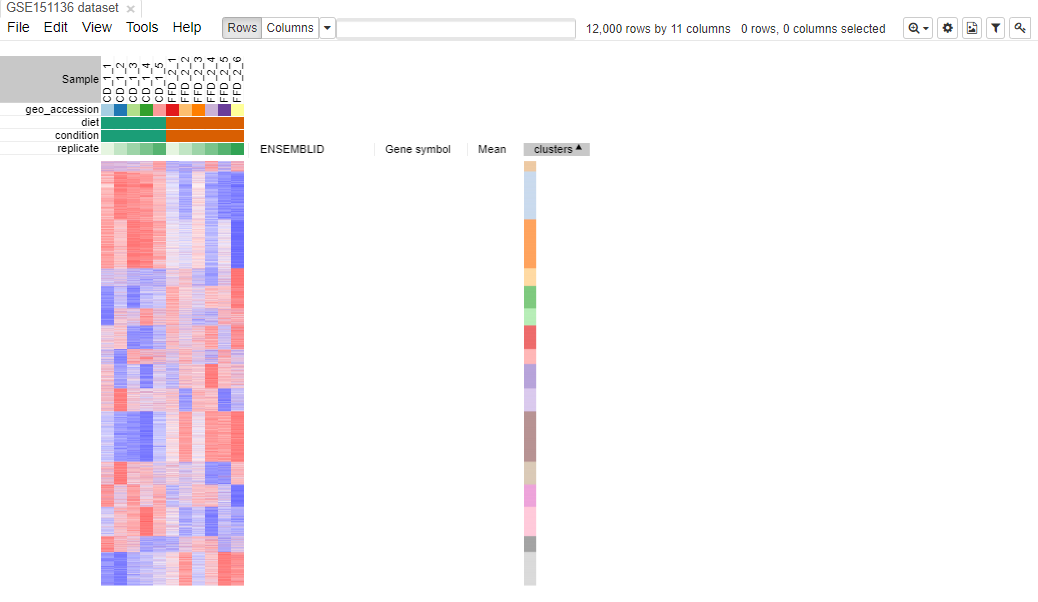 GSE151136 dataset ×
File Edit View Tools Help Rows Columns 12,000 rows by 11 columns 0 rows, 0 columns selected
Sample CD_1_1 CD_1_2 CD_1_3 CD_1_4 CD_1_5 FFD_2_1 FFD_2_2 FFD_2_3 FFD_2_4 FFD_2_5 FFD_2_6
geo_accession
diet
condition
replicate ENSEMBLID Gene symbol Mean clusters